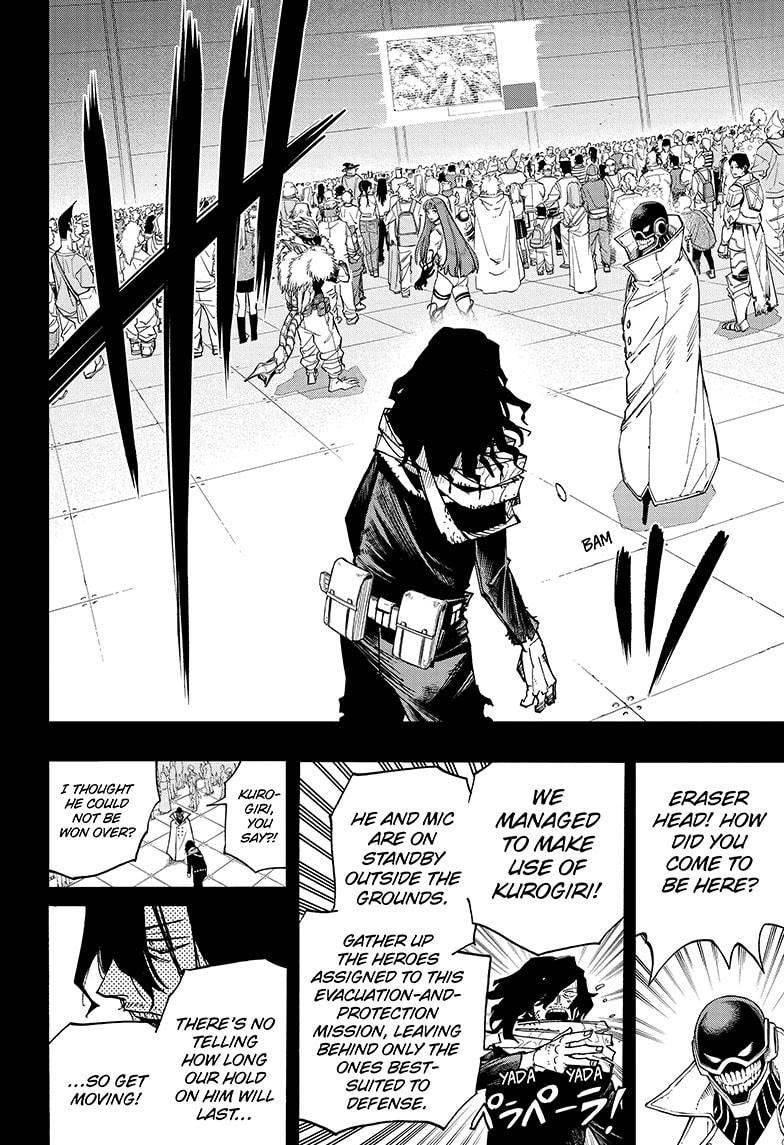 BAM
ERASER
HEAD! HOW
DID YOU
COME TO
BE HERE?
WE
MANAGED
TO MAKE
USE OF
KUROGIRI!
HE AND MIC
ARE ON
STANDBY
OUTSIDE THE
GROUNDS.
GATHER UP
THE HEROES
ASSIGNED TO THIS
EVACUATION-AND-
PROTECTION
MISSION, LEAVING
BEHIND ONLY THE
ONES BEST-
SUITED TO
DEFENSE.
YADA YADA
ペラペーラ!
KURO-
GIRI,
YOU
SAY?!
I THOUGHT
HE COULD
NOT BE
WON OVER?
THERE'S NO
TELLING
HOW LONG
OUR HOLD
ON HIM WILL
LAST...
...SO GET
MOVING!